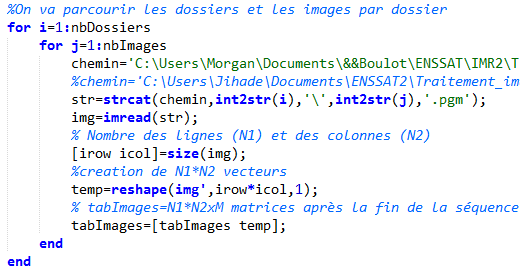 %On va parcourir les dossiers et les images par dossier
for i=1:nbDossiers
for j=1:nbImages
chemin='C:\Users\Morgan\Documents\&&Boulot\ENSSAT\IMR2\T
%chemin='C:\Users\Jihade\Documents\ENSSAT2\Traitement_im
str=strcat(chemin,int2str(i),'\',int2str(j),'.pgm');
img=imread(str);
% Nombre des lignes (N1) et des colonnes (N2)
[irow icol]=size(img);
%creation de N1*N2 vecteurs
temp=reshape(img',irow*icol,1);
% tabImages=N1*N2xM matrices après la fin de la séquence
tabImages=[tabImages temp];
end
end